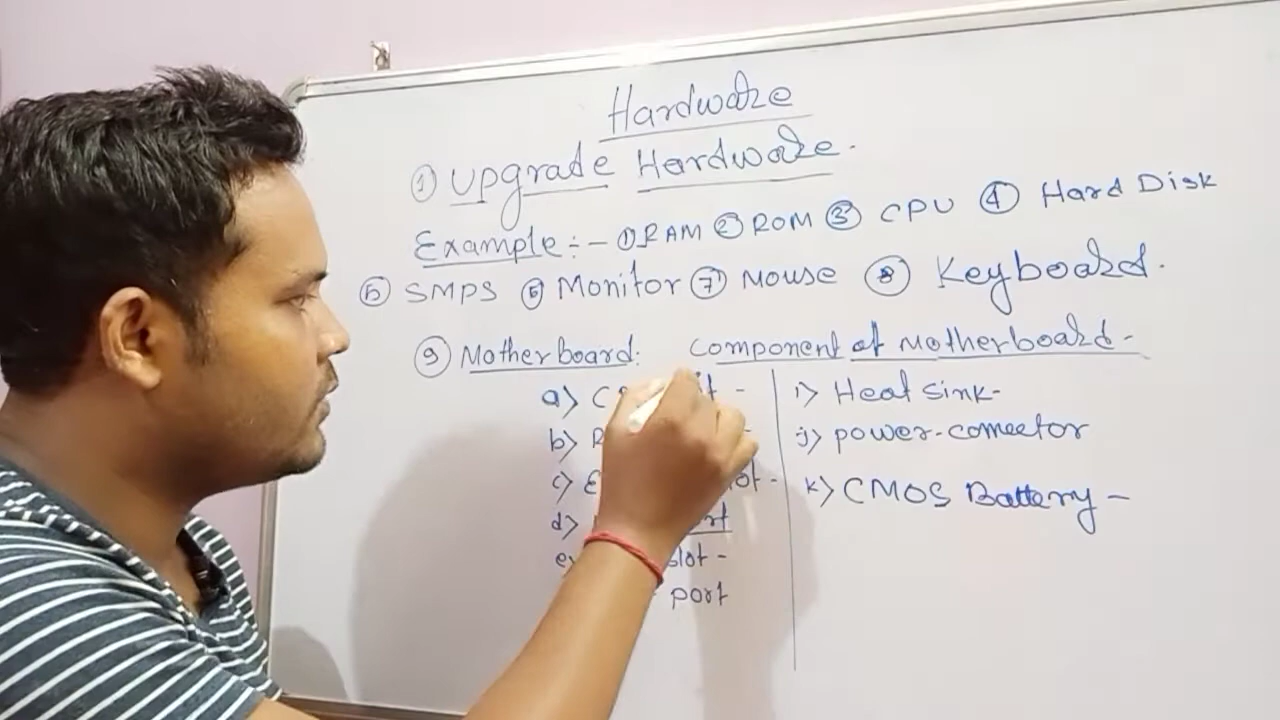 Hardware
① Upgrade Hardware.
Example :- ① RAM ② ROM ③ CPU ④ Hard Disk
⑤ SMPS ⑥ Monitor ⑦ Mouse ⑧ Keyboard.
⑨ Motherboard: Component of Motherboard-
a>
b>
c>
d>
e> slot -
port
i> Heat sink-
j> power-connector
k> CMOS Battery -